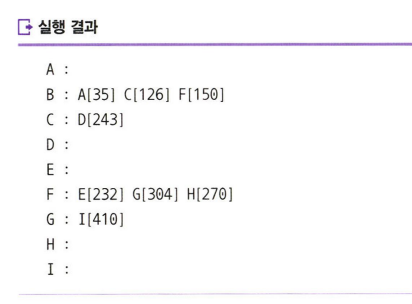 실행 결과
A :
B : A[35] C[126] F[150]
C : D[243]
D :
E :
F : E[232] G[304] H[270]
G : I[410]
H :
I :